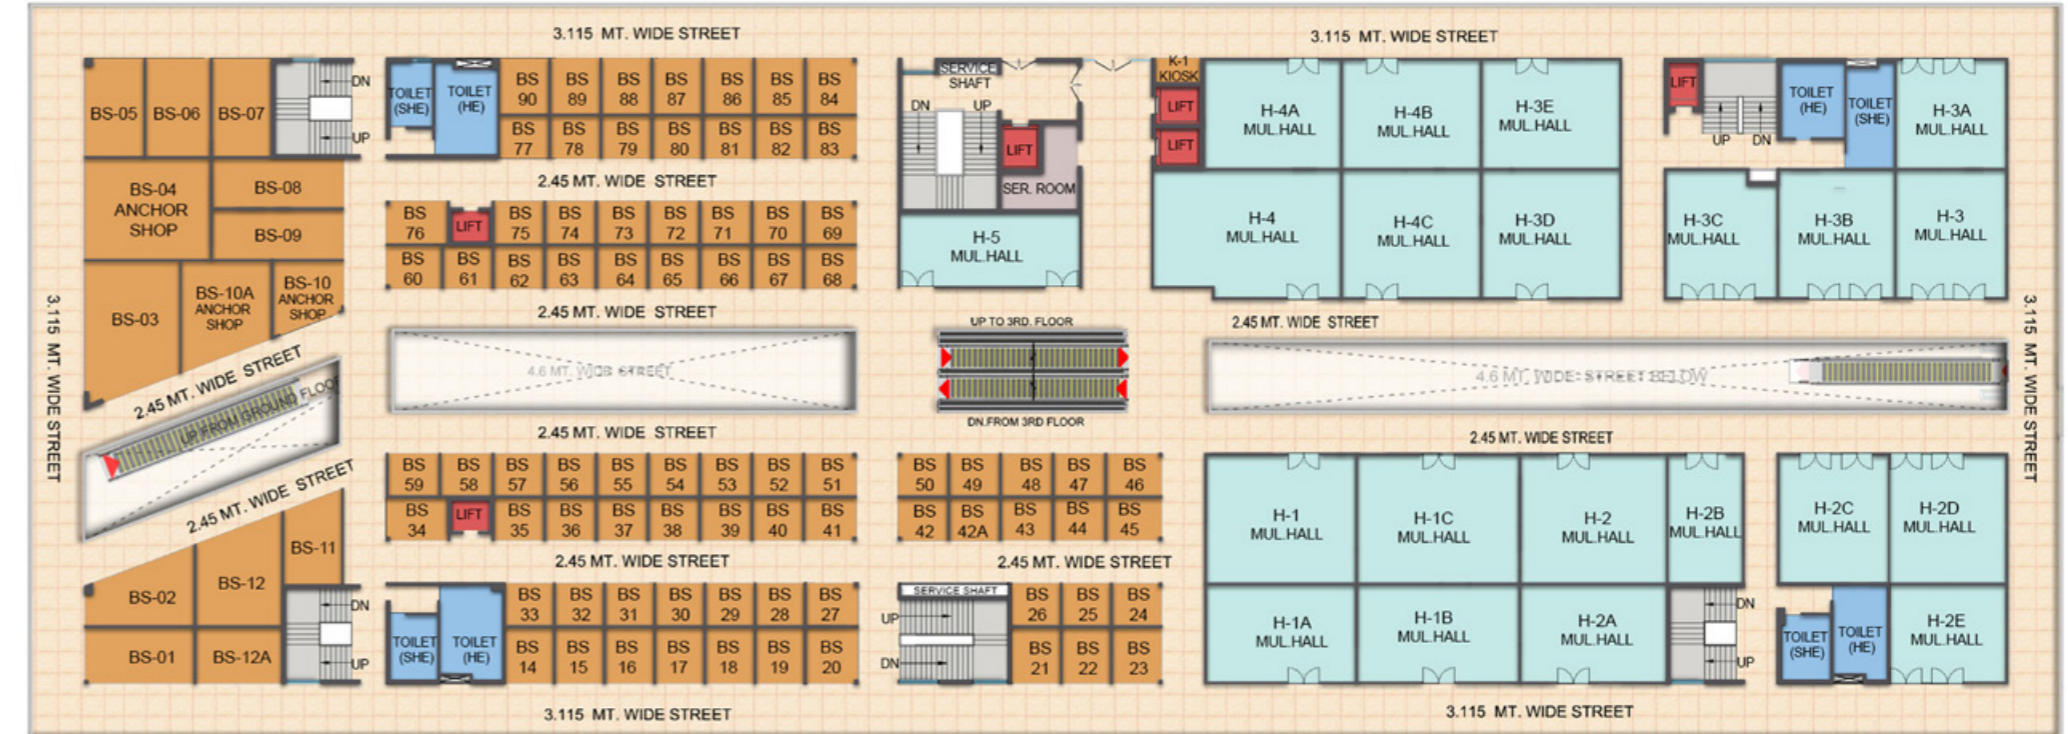 3.115 MT. WIDE STREET
3.115 MT. WIDE STREET
BS-05
BS-06
BS-07
DN
UP
TOILET
(SHE)
TOILET
(HE)
BS
90
BS
89
BS
88
BS
87
BS
86
BS
85
BS
84
BS
77
BS
78
BS
79
BS
80
BS
81
BS
82
BS
83
SERVICE
SHAFT
DN
UP
LIFT
SER. ROOM
K-1
KIOSK
LIFT
LIFT
H-4A
MUL.HALL
H-4B
MUL.HALL
H-3E
MUL.HALL
LIFT
UP
DN
TOILET
(HE)
TOILET
(SHE)
H-3A
MUL.HALL
BS-04
ANCHOR
SHOP
BS-08
BS-09
2.45 MT. WIDE STREET
BS
76
LIFT
BS
75
BS
74
BS
73
BS
72
BS
71
BS
70
BS
69
BS
60
BS
61
BS
62
BS
63
BS
64
BS
65
BS
66
BS
67
BS
68
H-5
MUL.HALL
H-4
MUL.HALL
H-4C
MUL.HALL
H-3D
MUL.HALL
H-3C
MUL.HALL
H-3B
MUL.HALL
H-3
MUL.HALL
3.115 MT. WIDE STREET
BS-03
BS-10A
ANCHOR
SHOP
BS-10
ANCHOR
SHOP
2.45 MT. WIDE STREET
UP TO 3RD. FLOOR
2.45 MT. WIDE STREET
3.115 MT. WIDE STREET
2.45 MT. WIDE STREET
UP FROM GROUND FLOOR
4.6 MT. WIDE STREET
4.6 MT. WIDE STREET BELOW
DN.FROM 3RD FLOOR
2.45 MT. WIDE STREET
2.45 MT. WIDE STREET
2.45 MT. WIDE STREET
BS
59
BS
58
BS
57
BS
56
BS
55
BS
54
BS
53
BS
52
BS
51
BS
34
LIFT
BS
35
BS
36
BS
37
BS
38
BS
39
BS
40
BS
41
BS
50
BS
49
BS
48
BS
47
BS
46
BS
42
BS
42A
BS
43
BS
44
BS
45
H-1
MUL.HALL
H-1C
MUL.HALL
H-2
MUL.HALL
H-2B
MUL.HALL
H-2C
MUL.HALL
H-2D
MUL.HALL
BS-11
BS-12
BS-02
BS-01
BS-12A
DN
UP
2.45 MT. WIDE STREET
2.45 MT. WIDE STREET
TOILET
(SHE)
TOILET
(HE)
BS
33
BS
32
BS
31
BS
30
BS
29
BS
28
BS
27
BS
14
BS
15
BS
16
BS
17
BS
18
BS
19
BS
20
SERVICE SHAFT
UP
DN
BS
26
BS
25
BS
24
BS
21
BS
22
BS
23
H-1A
MUL.HALL
H-1B
MUL.HALL
H-2A
MUL.HALL
DN
UP
TOILET
(SHE)
TOILET
(HE)
H-2E
MUL.HALL
3.115 MT. WIDE STREET
3.115 MT. WIDE STREET